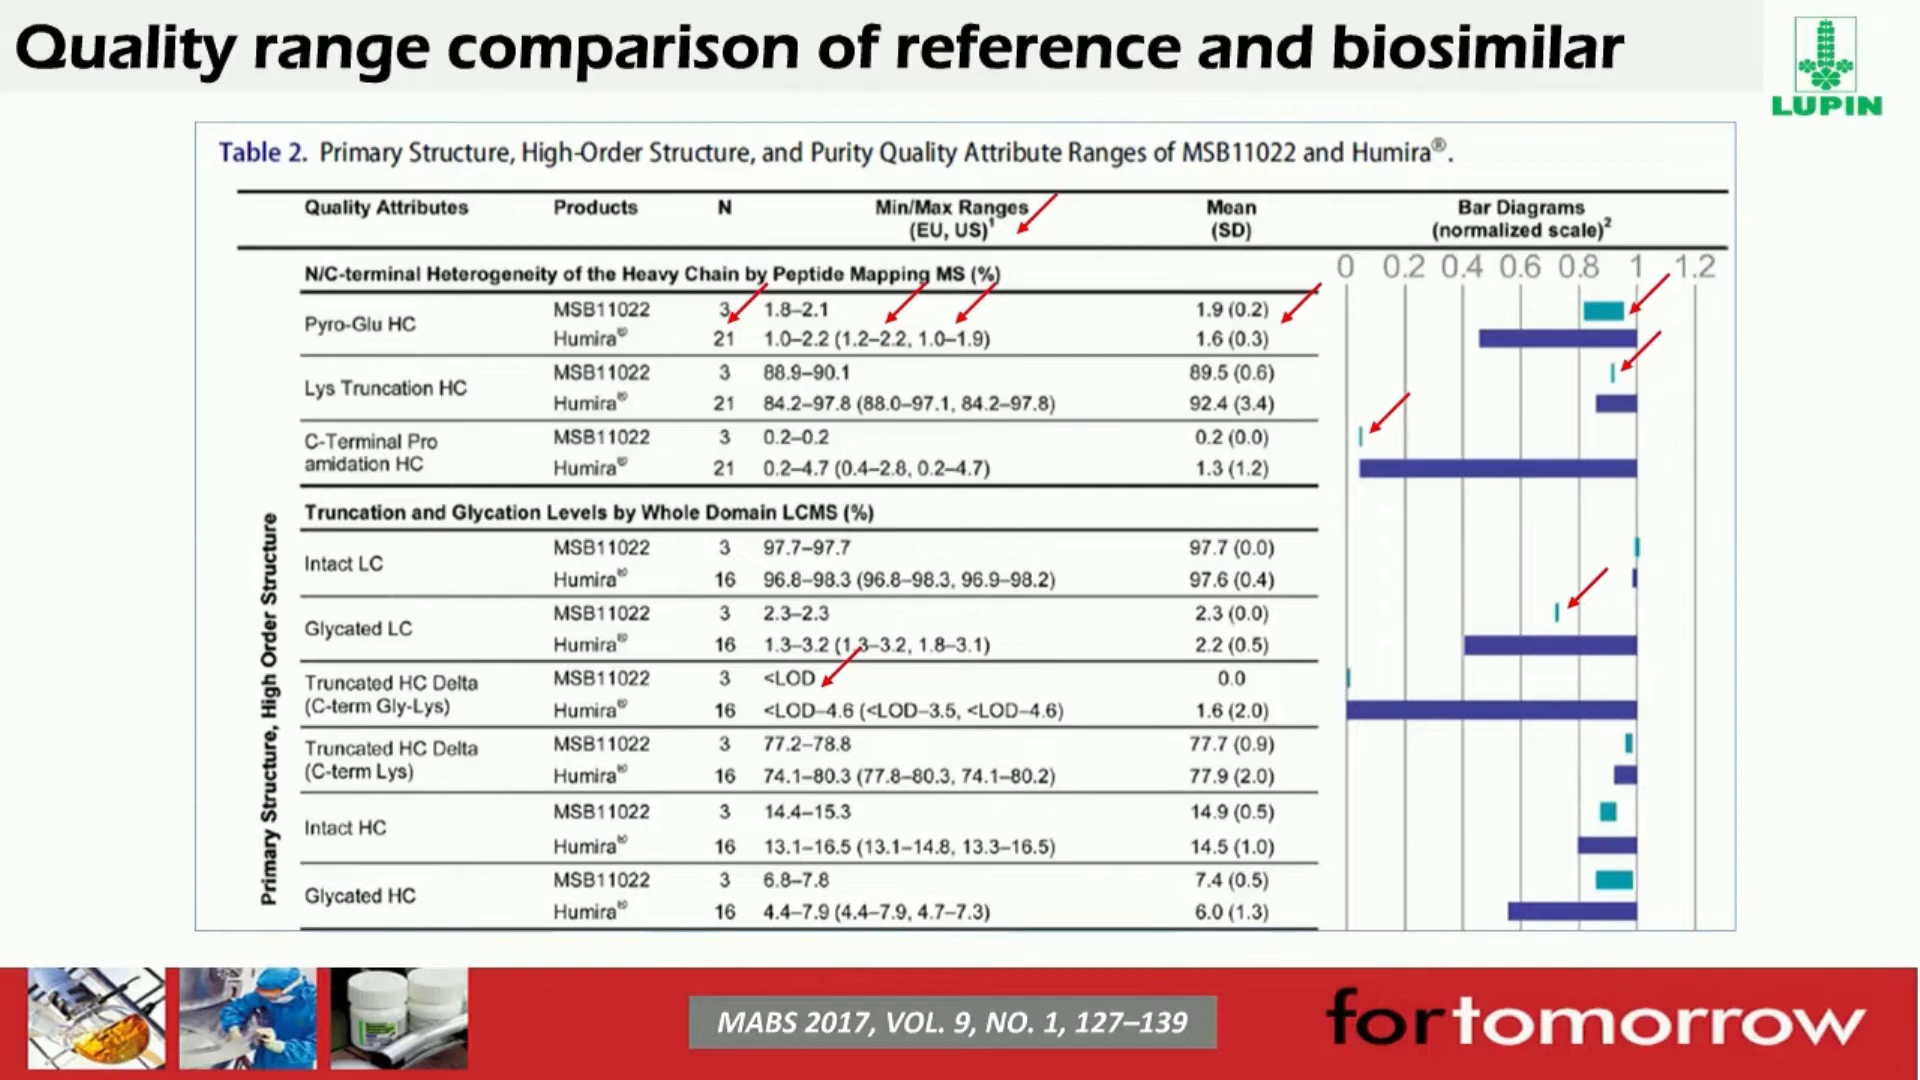 Quality range comparison of reference and biosimilar
LUPIN
Table 2. Primary Structure, High-Order Structure, and Purity Quality Attribute Ranges of MSB11022 and Humira®.
Quality Attributes Products N Min/Max Ranges (EU, US)¹ Mean (SD) Bar Diagrams (normalized scale)²
N/C-terminal Heterogeneity of the Heavy Chain by Peptide Mapping MS (%)
0 0.2 0.4 0.6 0.8 1 1.2
Pyro-Glu HC
MSB11022 3 1.8–2.1 1.9 (0.2)
Humira® 21 1.0–2.2 (1.2–2.2, 1.0–1.9) 1.6 (0.3)
Lys Truncation HC
MSB11022 3 88.9–90.1 89.5 (0.6)
Humira® 21 84.2–97.8 (88.0–97.1, 84.2–97.8) 92.4 (3.4)
C-Terminal Pro
amidation HC
MSB11022 3 0.2–0.2 0.2 (0.0)
Humira® 21 0.2–4.7 (0.4–2.8, 0.2–4.7) 1.3 (1.2)
Truncation and Glycation Levels by Whole Domain LCMS (%)
Intact LC
MSB11022 3 97.7–97.7 97.7 (0.0)
Humira® 16 96.8–98.3 (96.8–98.3, 96.9–98.2) 97.6 (0.4)
Glycated LC
MSB11022 3 2.3–2.3 2.3 (0.0)
Humira® 16 1.3–3.2 (1.3–3.2, 1.8–3.1) 2.2 (0.5)
Truncated HC Delta
(C-term Gly-Lys)
MSB11022 3 <LOD 0.0
Humira® 16 <LOD–4.6 (<LOD–3.5, <LOD–4.6) 1.6 (2.0)
Truncated HC Delta
(C-term Lys)
MSB11022 3 77.2–78.8 77.7 (0.9)
Humira® 16 74.1–80.3 (77.8–80.3, 74.1–80.2) 77.9 (2.0)
Intact HC
MSB11022 3 14.4–15.3 14.9 (0.5)
Humira® 16 13.1–16.5 (13.1–14.8, 13.3–16.5) 14.5 (1.0)
Glycated HC
MSB11022 3 6.8–7.8 7.4 (0.5)
Humira® 16 4.4–7.9 (4.4–7.9, 4.7–7.3) 6.0 (1.3)
Primary Structure, High Order Structure
MABS 2017, VOL. 9, NO. 1, 127–139
fortomorrow